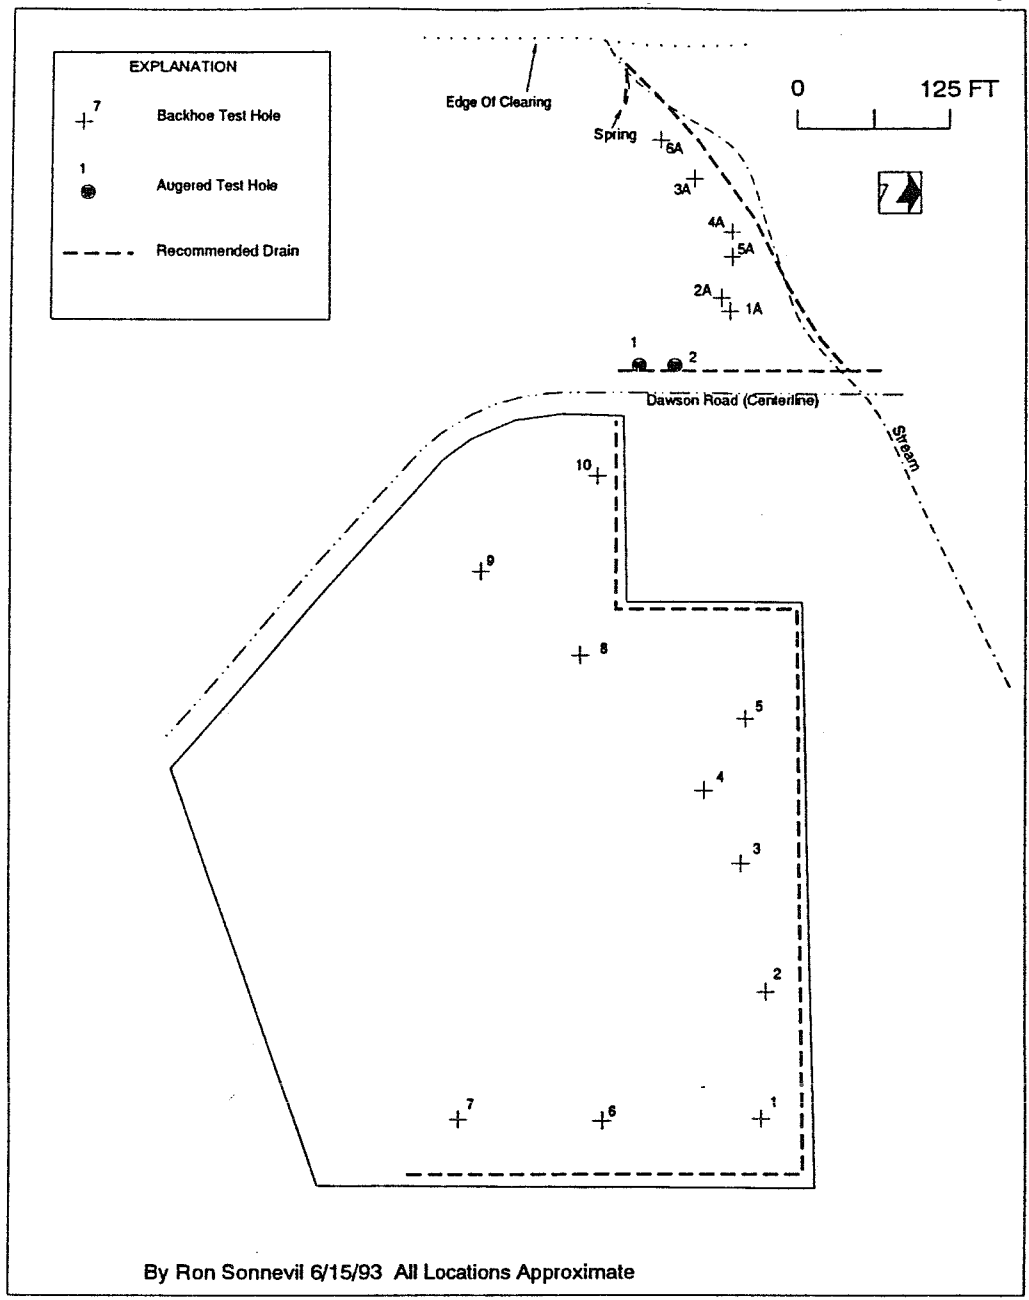 EXPLANATION
7
Backhoe Test Hole
1
Augered Test Hole
Recommended Drain
Edge Of Clearing
Spring
0 125 FT
7
6A
3A
4A
5A
2A
1A
1 2
Dawson Road (Centerline)
Stream
10
9
8
5
4
3
2
7 6 1
By Ron Sonnevil 6/15/93 All Locations Approximate